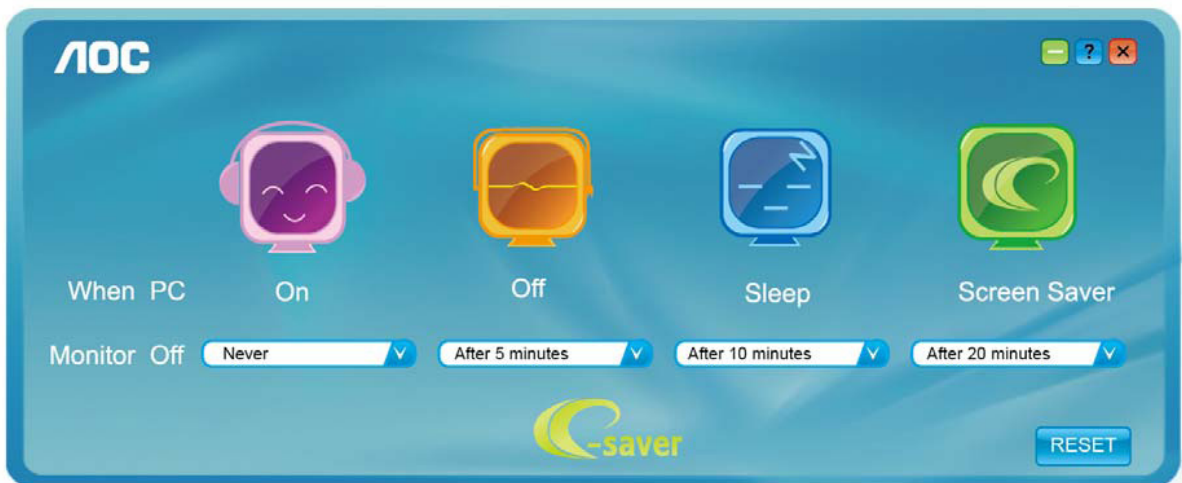 AOC
?
When PC On Off Sleep Screen Saver
Monitor Off Never After 5 minutes After 10 minutes After 20 minutes
e-saver
RESET